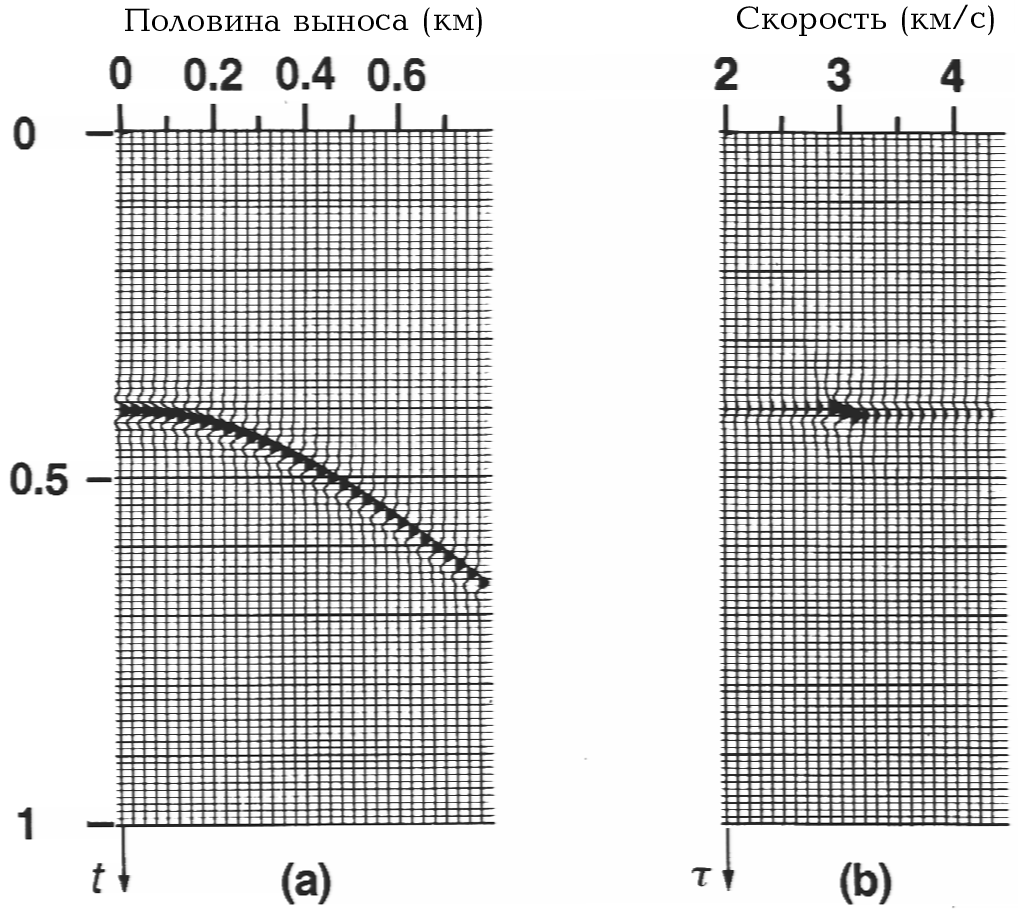 Половина выноса (км)
Скорость (км/с)
0 0.2 0.4 0.6
2 3 4
0
0.5
1
t
(a)
τ
(b)